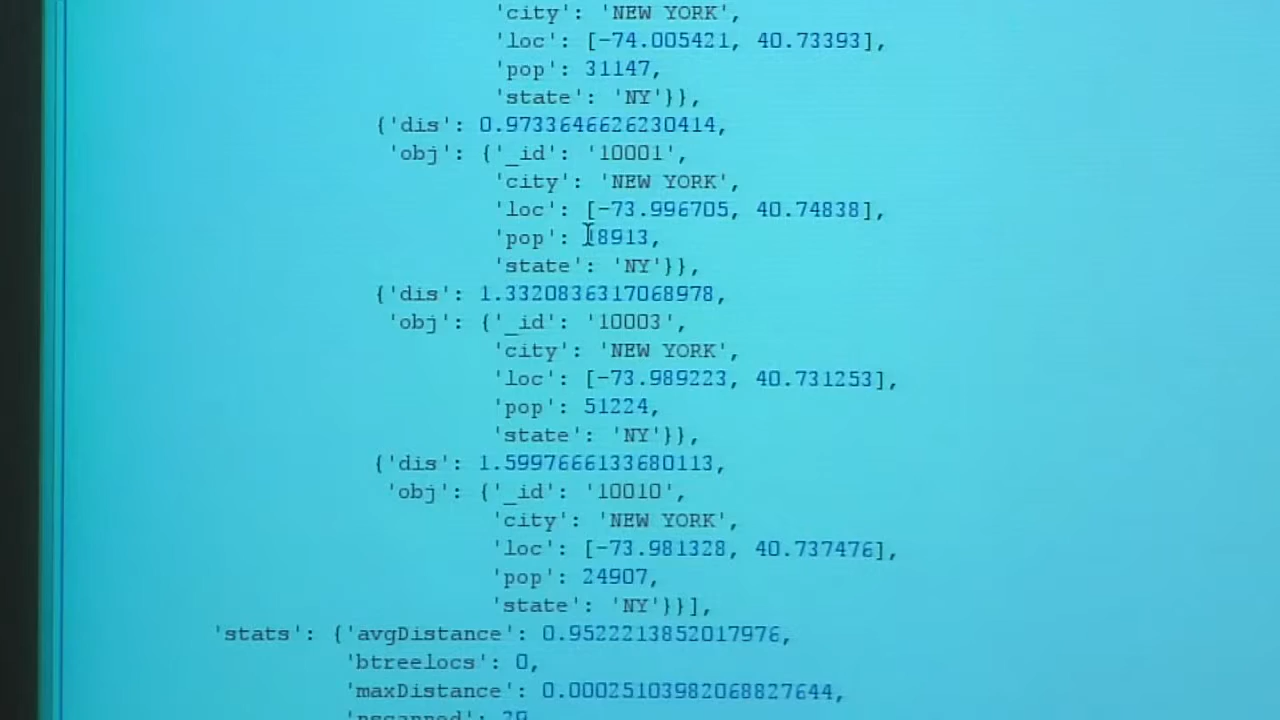 'city': 'NEW YORK',
'loc': [-74.005421, 40.73393],
'pop': 31147,
'state': 'NY'}},
{'dis': 0.9733646626230414,
'obj': {'_id': '10001',
'city': 'NEW YORK',
'loc': [-73.996705, 40.74838],
'pop': 18913,
'state': 'NY'}},
{'dis': 1.3320836317068978,
'obj': {'_id': '10003',
'city': 'NEW YORK',
'loc': [-73.989223, 40.731253],
'pop': 51224,
'state': 'NY'}},
{'dis': 1.5997666133680113,
'obj': {'_id': '10010',
'city': 'NEW YORK',
'loc': [-73.981328, 40.737476],
'pop': 24907,
'state': 'NY'}}],
'stats': {'avgDistance': 0.9522213852017976,
'btreelocs': 0,
'maxDistance': 0.00025103982068827644,